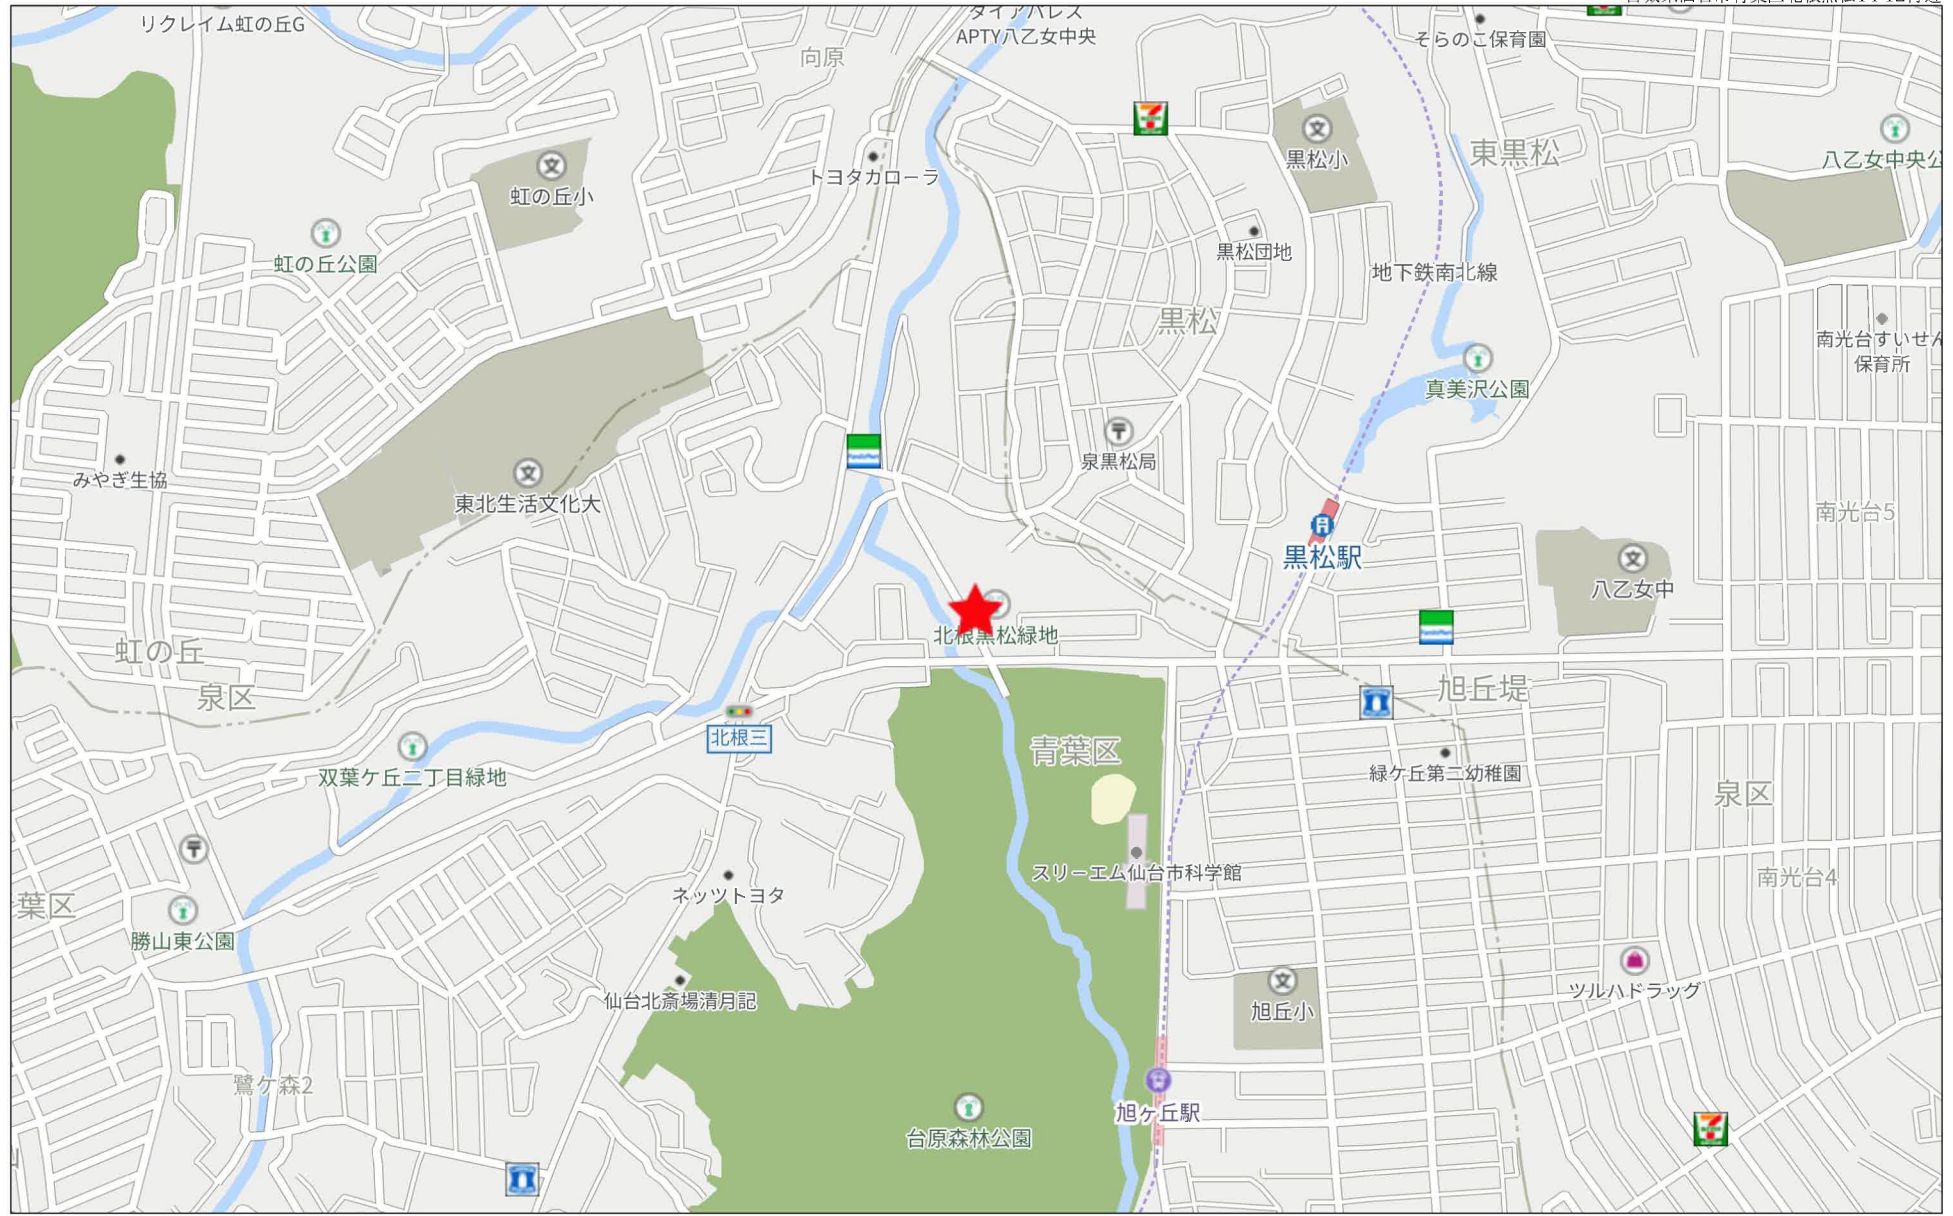 リクレイム虹の丘G
ダイアパレス
APTY八乙女中央
向原
そらのこ保育園
東黒松
八乙女中央公
黒松小
虹の丘小
トヨタカローラ
虹の丘公園
黒松団地
地下鉄南北線
黒松
南光台すいせん
保育所
真美沢公園
みやぎ生協
東北生活文化大
泉黒松局
南光台5
黒松駅
八乙女中
北根黒松緑地
虹の丘
泉区
旭丘堤
北根三
青葉区
双葉ケ丘二丁目緑地
緑ケ丘第二幼稚園
泉区
スリーエム仙台市科学館
南光台4
ネッツトヨタ
葉区
勝山東公園
仙台北斎場清月記
ツルハドラッグ
旭丘小
鷺ケ森2
旭ヶ丘駅
台原森林公園